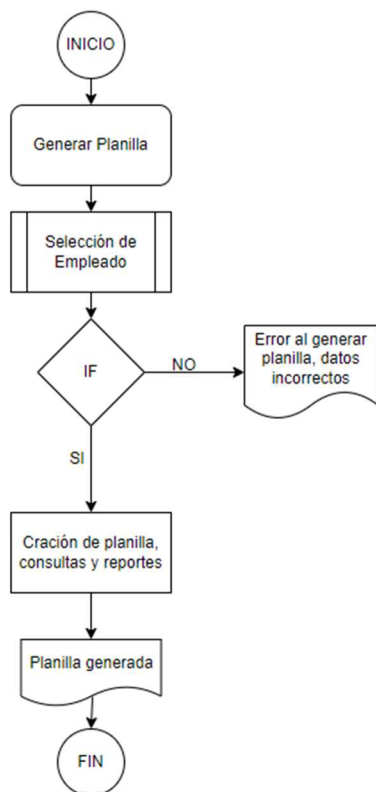 INICIO
Generar Planilla
Selección de
Empleado
IF
NO
Error al generar
planilla, datos
incorrectos
SI
Cración de planilla,
consultas y reportes
Planilla generada
FIN